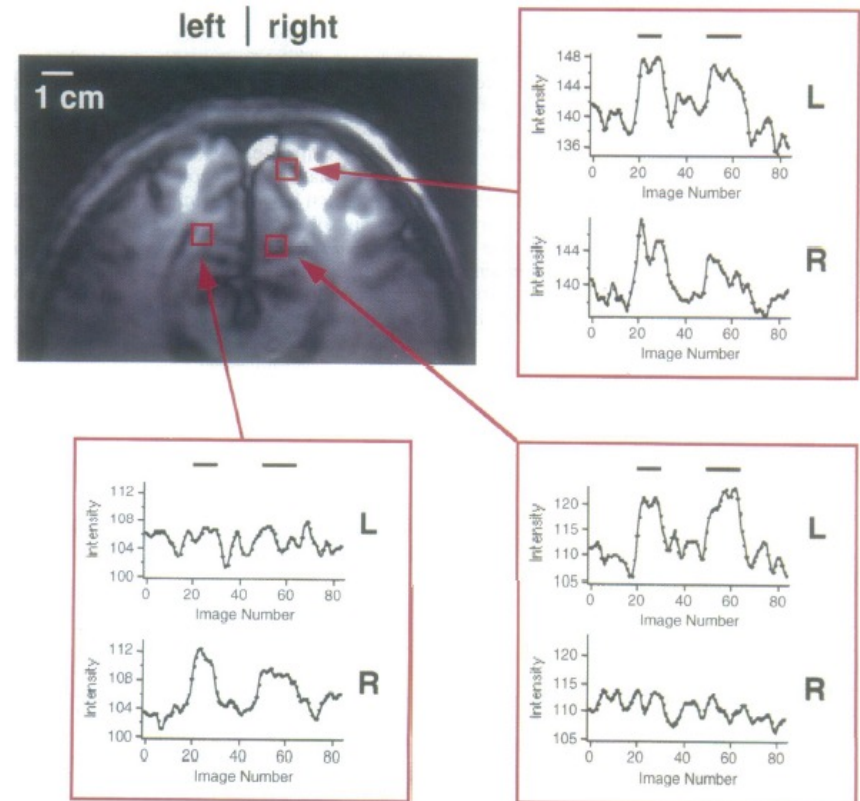 left | right
1 cm
148
144
140
136
Intensity
L
0 20 40 60 80
Image Number
144
140
Intensity
R
0 20 40 60 80
Image Number
112
108
104
100
Intensity
L
0 20 40 60 80
Image Number
112
108
104
100
Intensity
R
0 20 40 60 80
Image Number
120
115
110
105
Intensity
L
0 20 40 60 80
Image Number
120
115
110
105
Intensity
R
0 20 40 60 80
Image Number